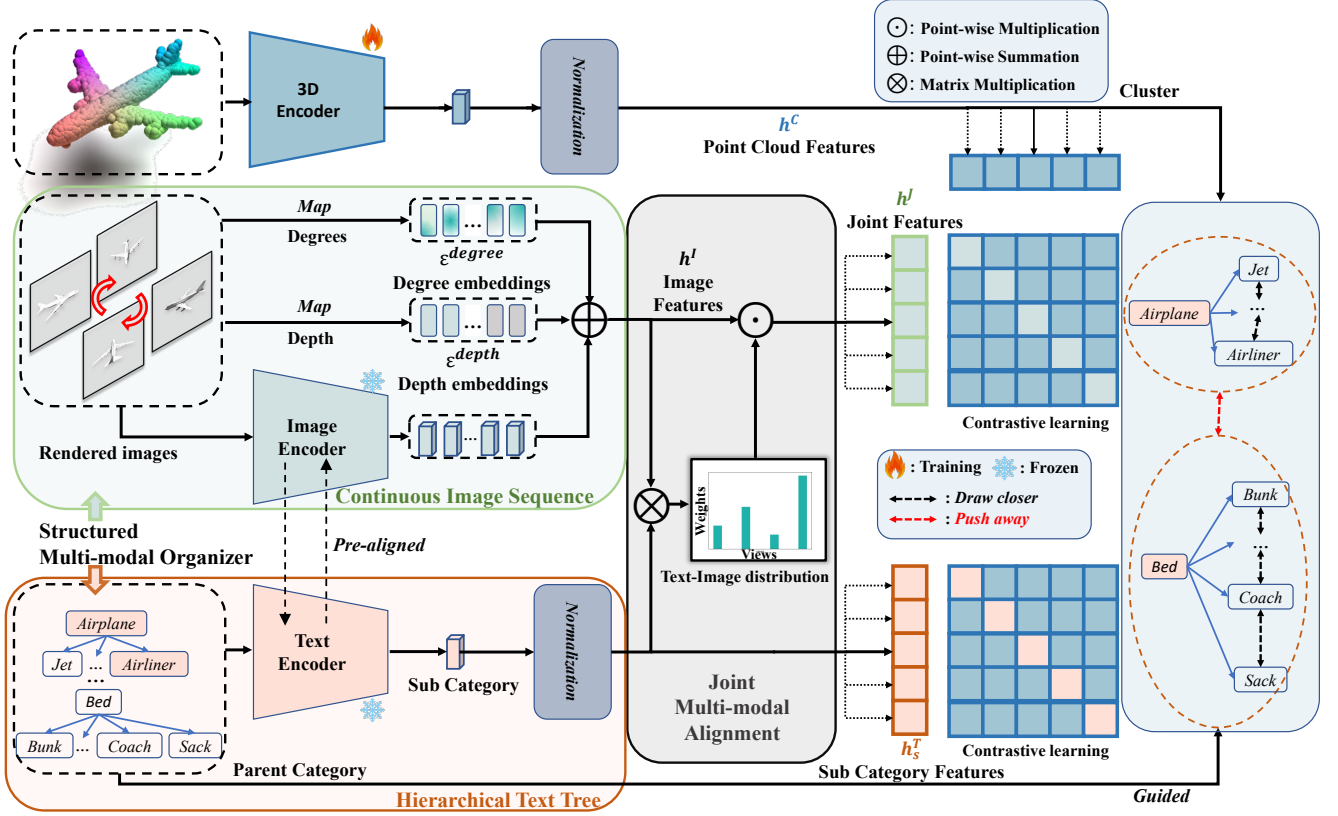 3D
Encoder
Normalization
⊙: Point-wise Multiplication
⊕: Point-wise Summation
⊗: Matrix Multiplication
Cluster
h^C
Point Cloud Features
Map
Degrees
ε^degree
Degree embeddings
Map
Depth
ε^depth
Depth embeddings
Image
Encoder
Rendered images
Continuous Image Sequence
h^I
Image
Features
h^J
Joint Features
Contrastive learning
Jet
...
Airplane
Airliner
: Training
: Frozen
: Draw closer
: Push away
Bunk
...
Bed
Coach
Sack
Weights
Views
Text-Image distribution
Structured
Multi-modal Organizer
Pre-aligned
Airplane
Jet
...
Airliner
...
Bed
Bunk
...
Coach
Sack
Text
Encoder
Sub Category
Normalization
Joint
Multi-modal
Alignment
h_s^T
Sub Category Features
Contrastive learning
Parent Category
Hierarchical Text Tree
Guided